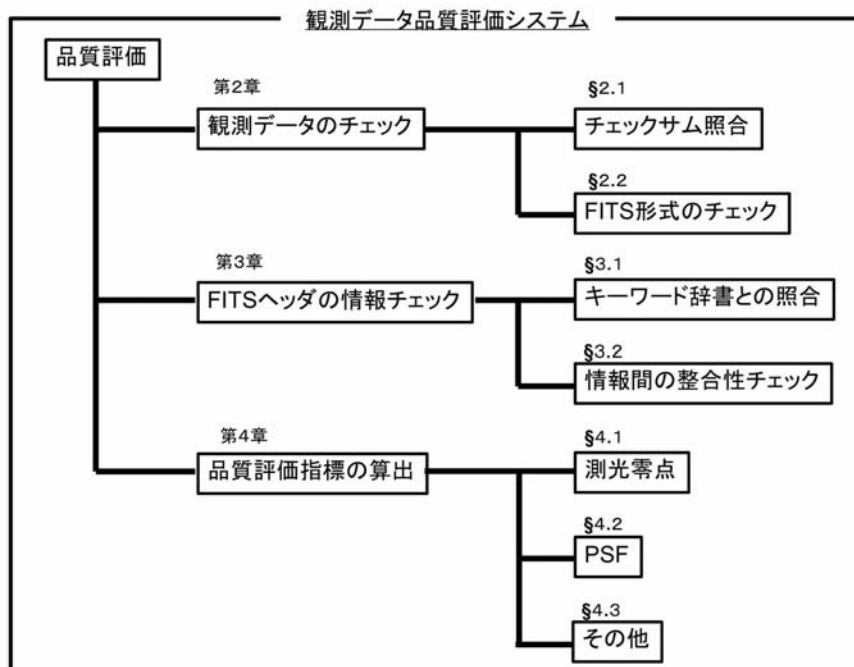 観測データ品質評価システム
品質評価
第2章
観測データのチェック
§2.1
チェックサム照合
§2.2
FITS形式のチェック
第3章
FITSヘッダの情報チェック
§3.1
キーワード辞書との照合
§3.2
情報間の整合性チェック
第4章
品質評価指標の算出
§4.1
測光零点
§4.2
PSF
§4.3
その他